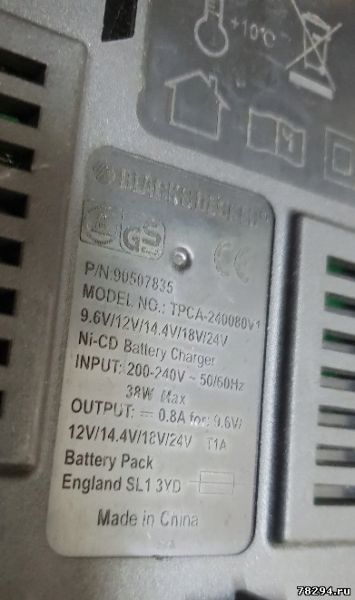 +10°C
BLACK & DECKER
GS
CE
P/N:90507835
MODEL NO.: TPCA-240080V1
9.6V/12V/14.4V/18V/24V
Ni-CD Battery Charger
INPUT: 200-240V ~ 50/60Hz
38W Max
OUTPUT: ⎓ 0.8A for: 9.6V/
12V/14.4V/18V/24V T1A
Battery Pack
England SL1 3YD
Made in China
78294.ru